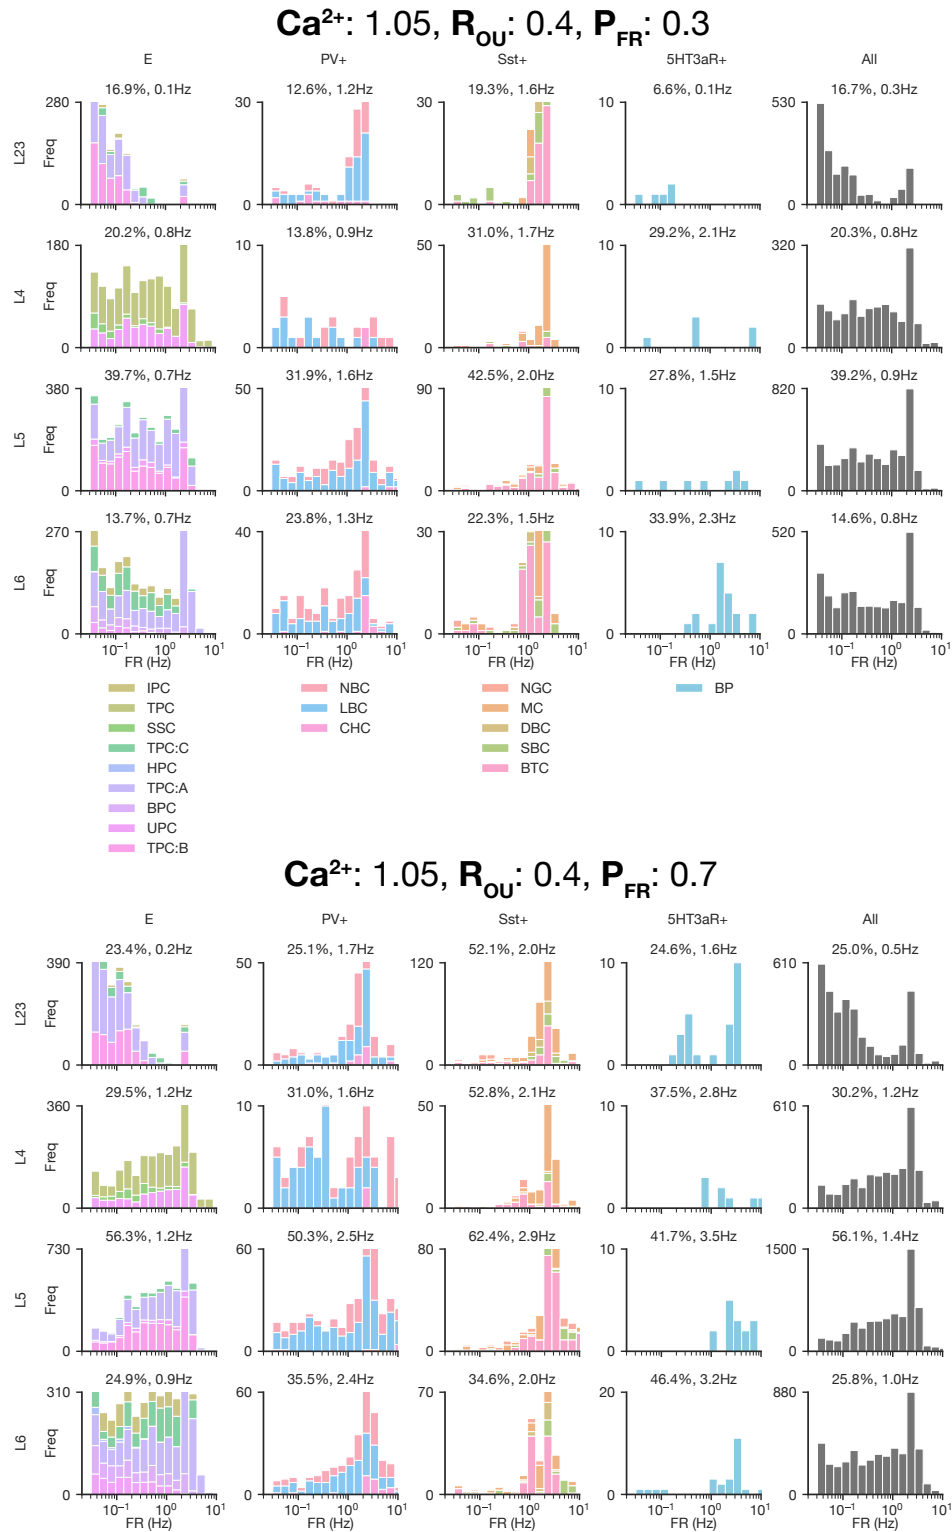 Ca²⁺: 1.05, R_OU: 0.4, P_FR: 0.3
E PV+ Sst+ 5HT3aR+ All
16.9%, 0.1Hz 12.6%, 1.2Hz 19.3%, 1.6Hz 6.6%, 0.1Hz 16.7%, 0.3Hz
280 30 30 10 530
L23 Freq
0 0 0 0 0
20.2%, 0.8Hz 13.8%, 0.9Hz 31.0%, 1.7Hz 29.2%, 2.1Hz 20.3%, 0.8Hz
180 10 50 10 320
L4 Freq
0 0 0 0 0
39.7%, 0.7Hz 31.9%, 1.6Hz 42.5%, 2.0Hz 27.8%, 1.5Hz 39.2%, 0.9Hz
380 50 90 10 820
L5 Freq
0 0 0 0 0
13.7%, 0.7Hz 23.8%, 1.3Hz 22.3%, 1.5Hz 33.9%, 2.3Hz 14.6%, 0.8Hz
270 40 30 10 520
L6 Freq
0 0 0 0 0
10⁻¹ 10⁰ 10¹ 10⁻¹ 10⁰ 10¹ 10⁻¹ 10⁰ 10¹ 10⁻¹ 10⁰ 10¹ 10⁻¹ 10⁰ 10¹
FR (Hz) FR (Hz) FR (Hz) FR (Hz) FR (Hz)
IPC NBC NGC BP
TPC LBC MC
SSC CHC DBC
TPC:C SBC
HPC BTC
TPC:A
BPC
UPC
TPC:B
Ca²⁺: 1.05, R_OU: 0.4, P_FR: 0.7
E PV+ Sst+ 5HT3aR+ All
23.4%, 0.2Hz 25.1%, 1.7Hz 52.1%, 2.0Hz 24.6%, 1.6Hz 25.0%, 0.5Hz
390 50 120 10 610
L23 Freq
0 0 0 0 0
29.5%, 1.2Hz 31.0%, 1.6Hz 52.8%, 2.1Hz 37.5%, 2.8Hz 30.2%, 1.2Hz
360 10 50 10 610
L4 Freq
0 0 0 0 0
56.3%, 1.2Hz 50.3%, 2.5Hz 62.4%, 2.9Hz 41.7%, 3.5Hz 56.1%, 1.4Hz
730 60 80 10 1500
L5 Freq
0 0 0 0 0
24.9%, 0.9Hz 35.5%, 2.4Hz 34.6%, 2.0Hz 46.4%, 3.2Hz 25.8%, 1.0Hz
310 60 70 20 880
L6 Freq
0 0 0 0 0
10⁻¹ 10⁰ 10¹ 10⁻¹ 10⁰ 10¹ 10⁻¹ 10⁰ 10¹ 10⁻¹ 10⁰ 10¹ 10⁻¹ 10⁰ 10¹
FR (Hz) FR (Hz) FR (Hz) FR (Hz) FR (Hz)